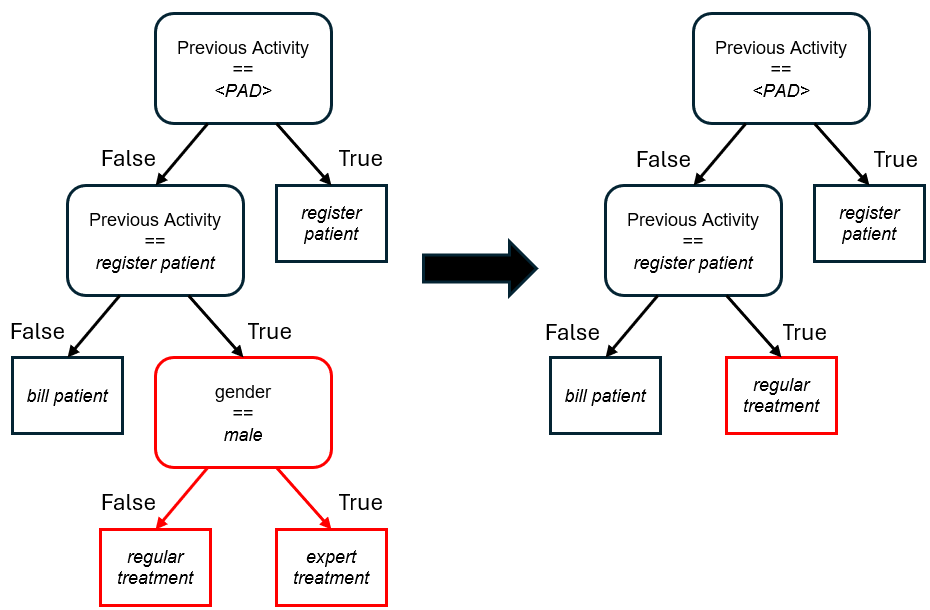 Previous Activity
==
<PAD>
False
True
Previous Activity
==
register patient
register
patient
False
True
bill patient
gender
==
male
False
True
regular
treatment
expert
treatment
Previous Activity
==
<PAD>
False
True
Previous Activity
==
register patient
register
patient
False
True
bill patient
regular
treatment